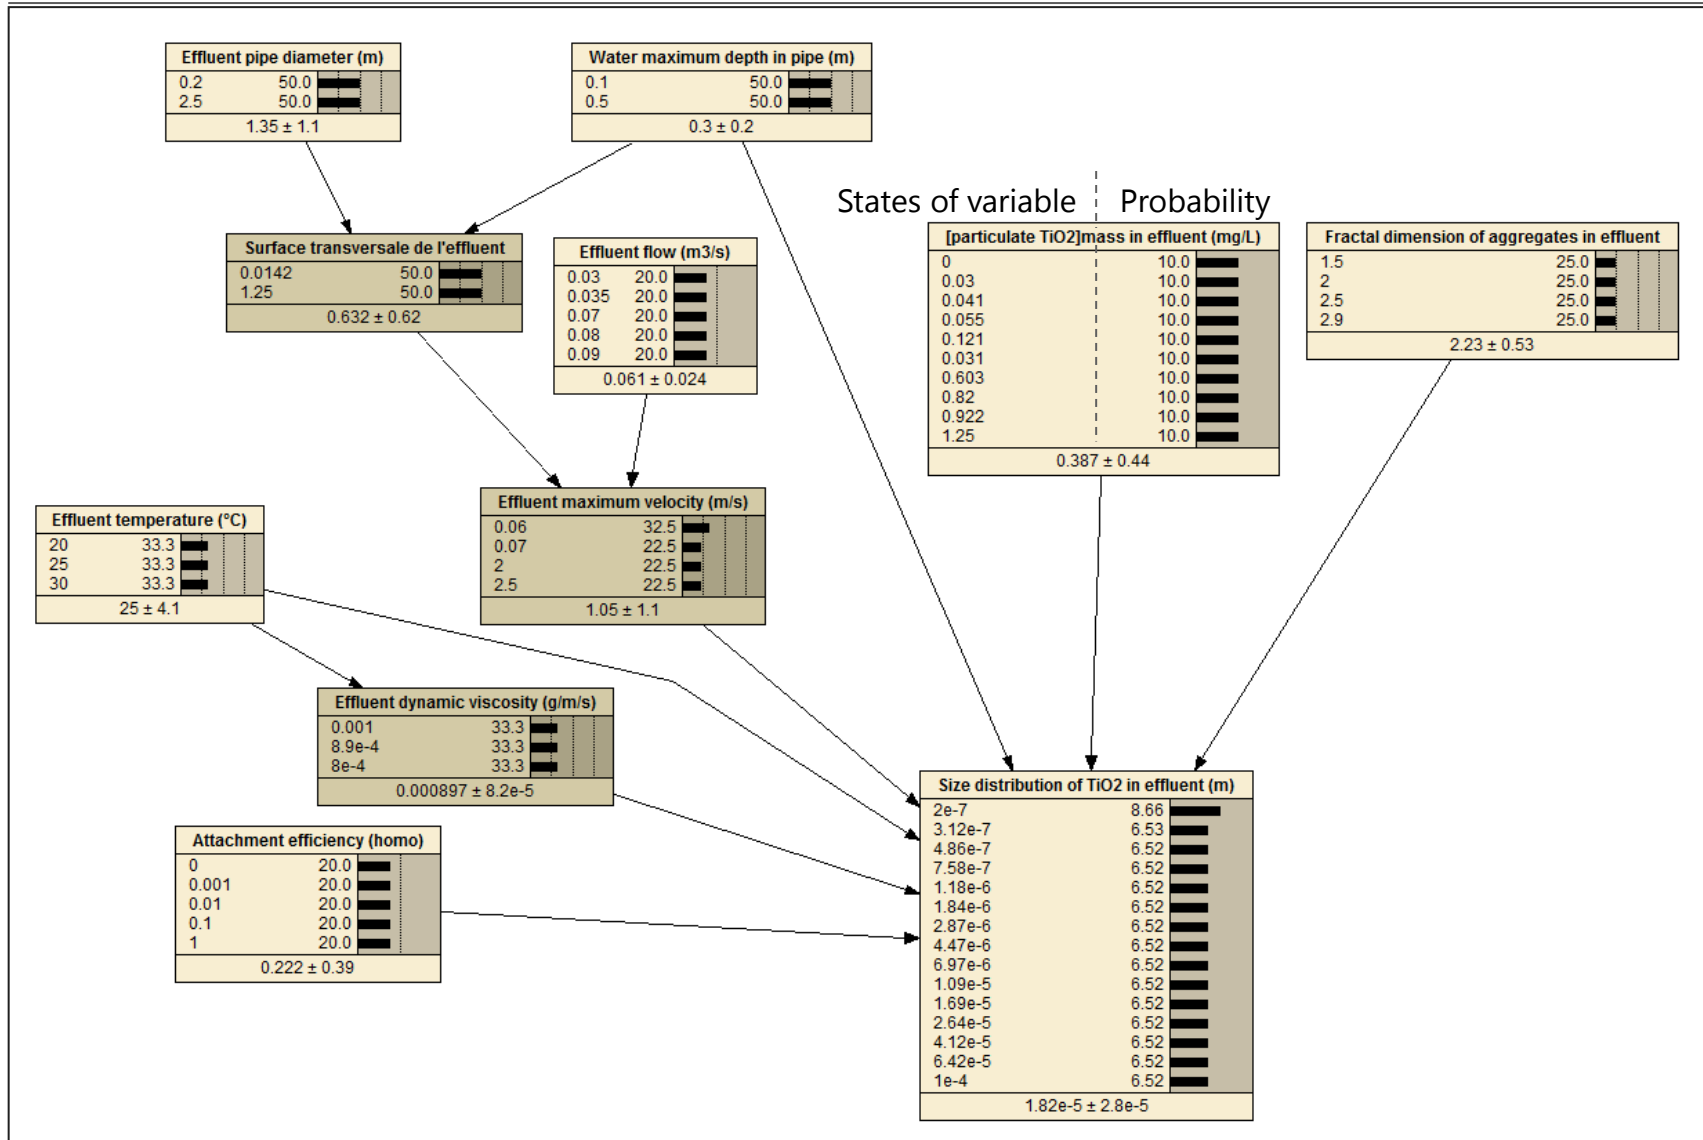 Effluent pipe diameter (m)
0.2 50.0
2.5 50.0
1.35 ± 1.1
Water maximum depth in pipe (m)
0.1 50.0
0.5 50.0
0.3 ± 0.2
States of variable Probability
Surface transversale de l'effluent
0.0142 50.0
1.25 50.0
0.632 ± 0.62
Effluent flow (m3/s)
0.03 20.0
0.035 20.0
0.07 20.0
0.08 20.0
0.09 20.0
0.061 ± 0.024
[particulate TiO2]mass in effluent (mg/L)
0 10.0
0.03 10.0
0.041 10.0
0.055 10.0
0.121 10.0
0.031 10.0
0.603 10.0
0.82 10.0
0.922 10.0
1.25 10.0
0.387 ± 0.44
Fractal dimension of aggregates in effluent
1.5 25.0
2 25.0
2.5 25.0
2.9 25.0
2.23 ± 0.53
Effluent maximum velocity (m/s)
0.06 32.5
0.07 22.5
2 22.5
2.5 22.5
1.05 ± 1.1
Effluent temperature (°C)
20 33.3
25 33.3
30 33.3
25 ± 4.1
Effluent dynamic viscosity (g/m/s)
0.001 33.3
8.9e-4 33.3
8e-4 33.3
0.000897 ± 8.2e-5
Attachment efficiency (homo)
0 20.0
0.001 20.0
0.01 20.0
0.1 20.0
1 20.0
0.222 ± 0.39
Size distribution of TiO2 in effluent (m)
2e-7 8.66
3.12e-7 6.53
4.86e-7 6.52
7.58e-7 6.52
1.18e-6 6.52
1.84e-6 6.52
2.87e-6 6.52
4.47e-6 6.52
6.97e-6 6.52
1.09e-5 6.52
1.69e-5 6.52
2.64e-5 6.52
4.12e-5 6.52
6.42e-5 6.52
1e-4 6.52
1.82e-5 ± 2.8e-5